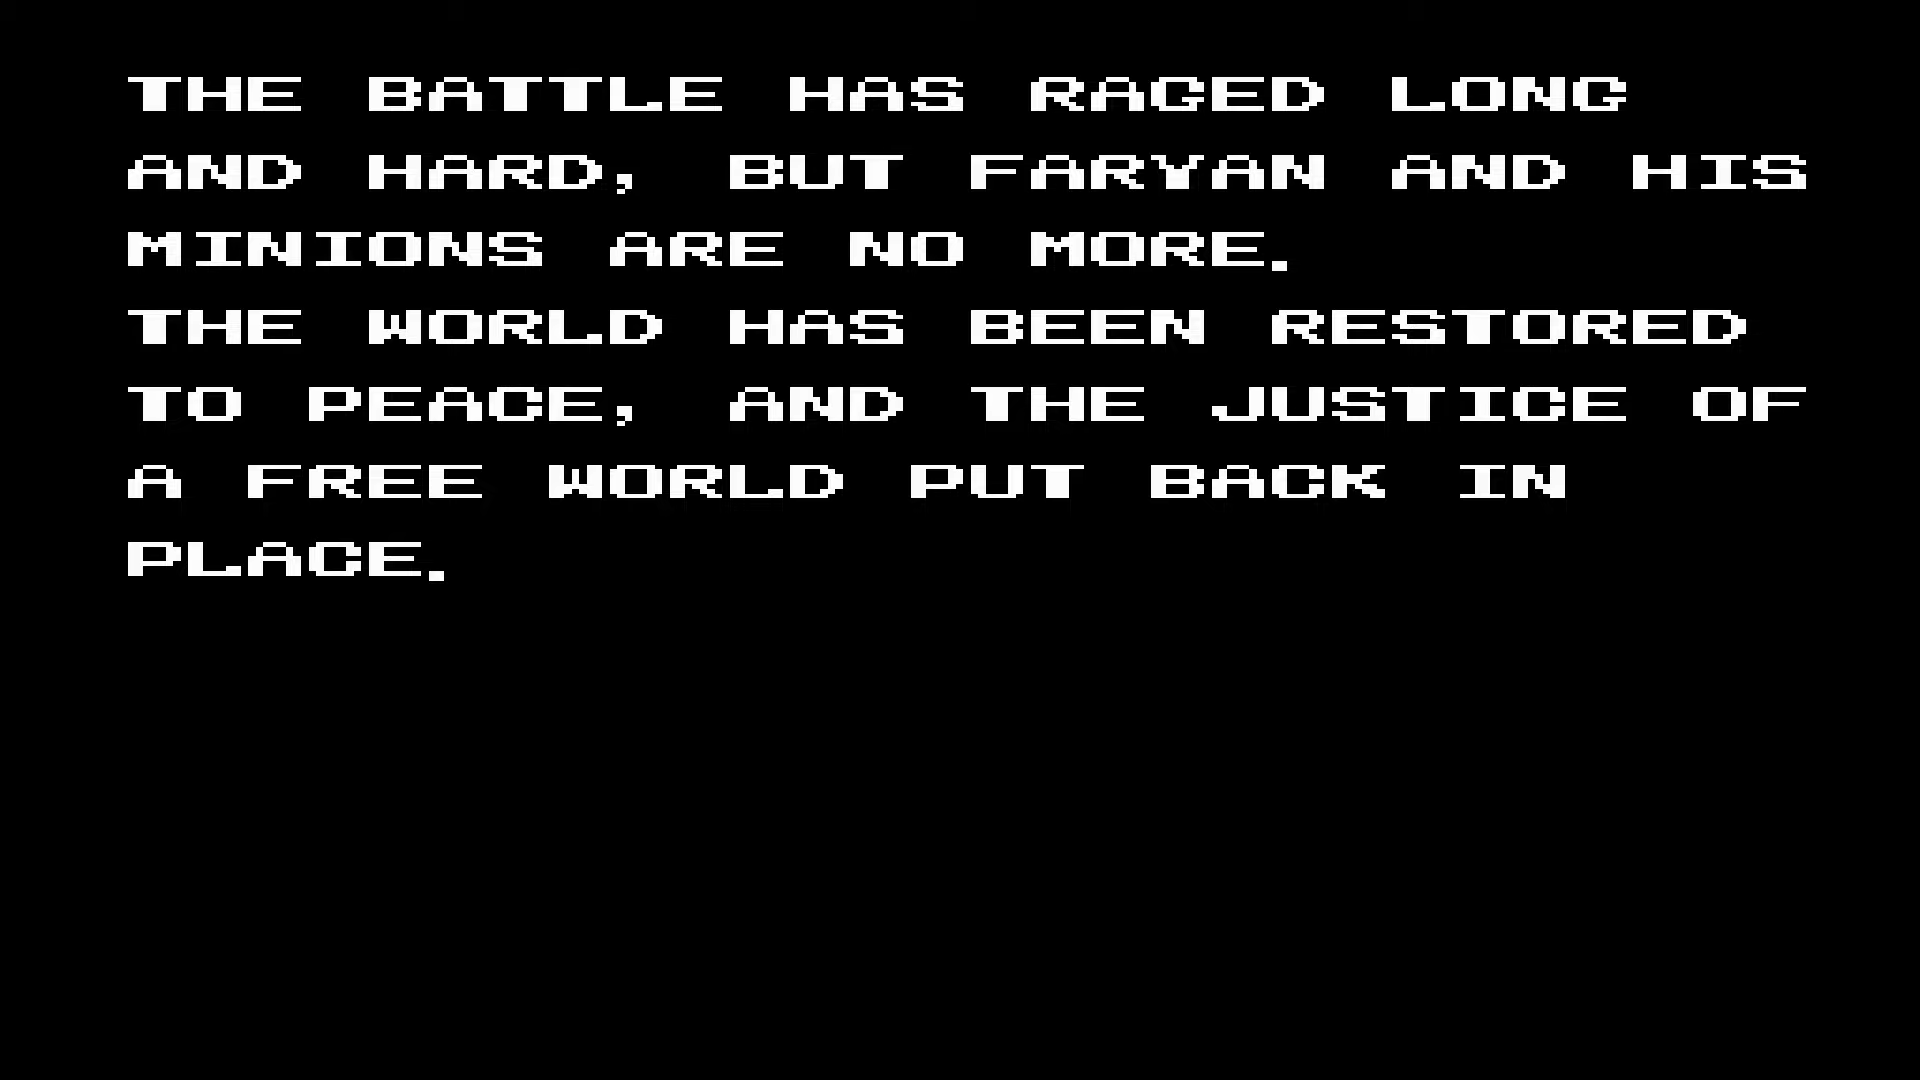 THE BATTLE HAS RAGED LONG
AND HARD, BUT FARYAN AND HIS
MINIONS ARE NO MORE.
THE WORLD HAS BEEN RESTORED
TO PEACE, AND THE JUSTICE OF
A FREE WORLD PUT BACK IN
PLACE.